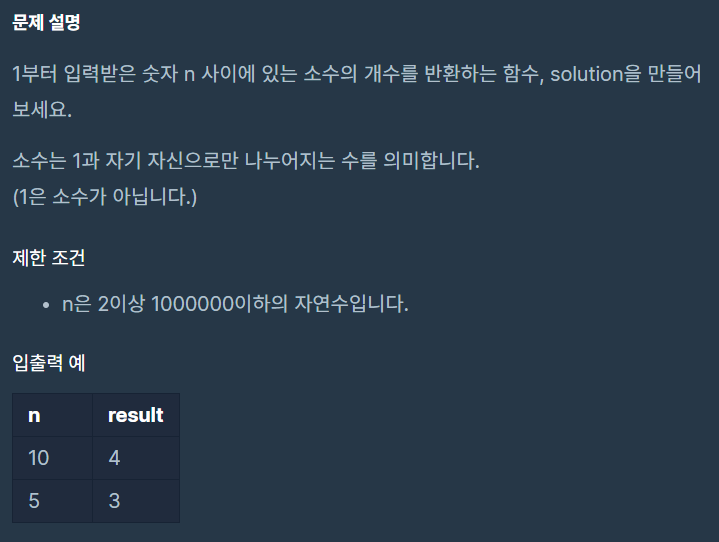 문제 설명
1부터 입력받은 숫자 n 사이에 있는 소수의 개수를 반환하는 함수, solution을 만들어
보세요.
소수는 1과 자기 자신으로만 나누어지는 수를 의미합니다.
(1은 소수가 아닙니다.)
제한 조건
• n은 2이상 1000000이하의 자연수입니다.
입출력 예
n result
10 4
5 3